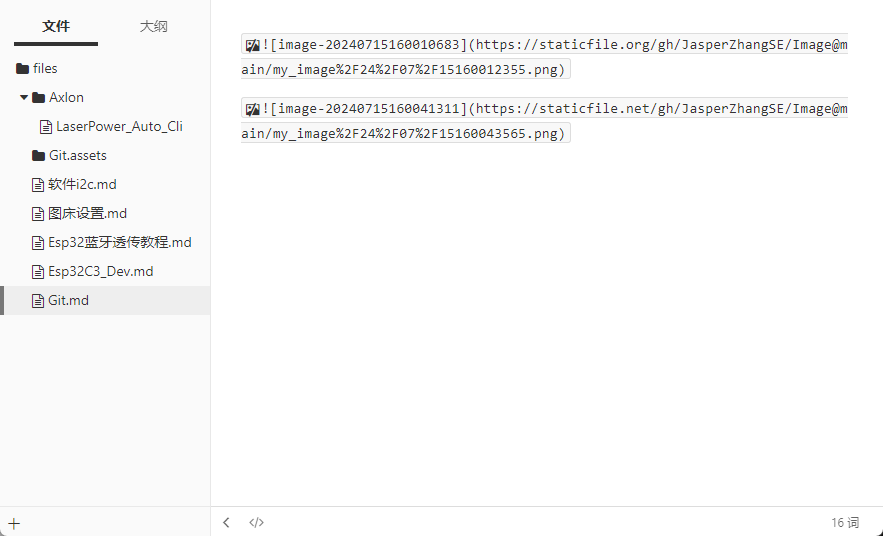 文件 大纲
files
Axlon
LaserPower_Auto_Cli
Git.assets
软件i2c.md
图床设置.md
Esp32蓝牙透传教程.md
Esp32C3_Dev.md
Git.md
![image-20240715160010683](https://staticfile.org/gh/JasperZhangSE/Image@m
ain/my_image%2F24%2F07%2F15160012355.png)
![image-20240715160041311](https://staticfile.net/gh/JasperZhangSE/Image@m
ain/my_image%2F24%2F07%2F15160043565.png)
16 词